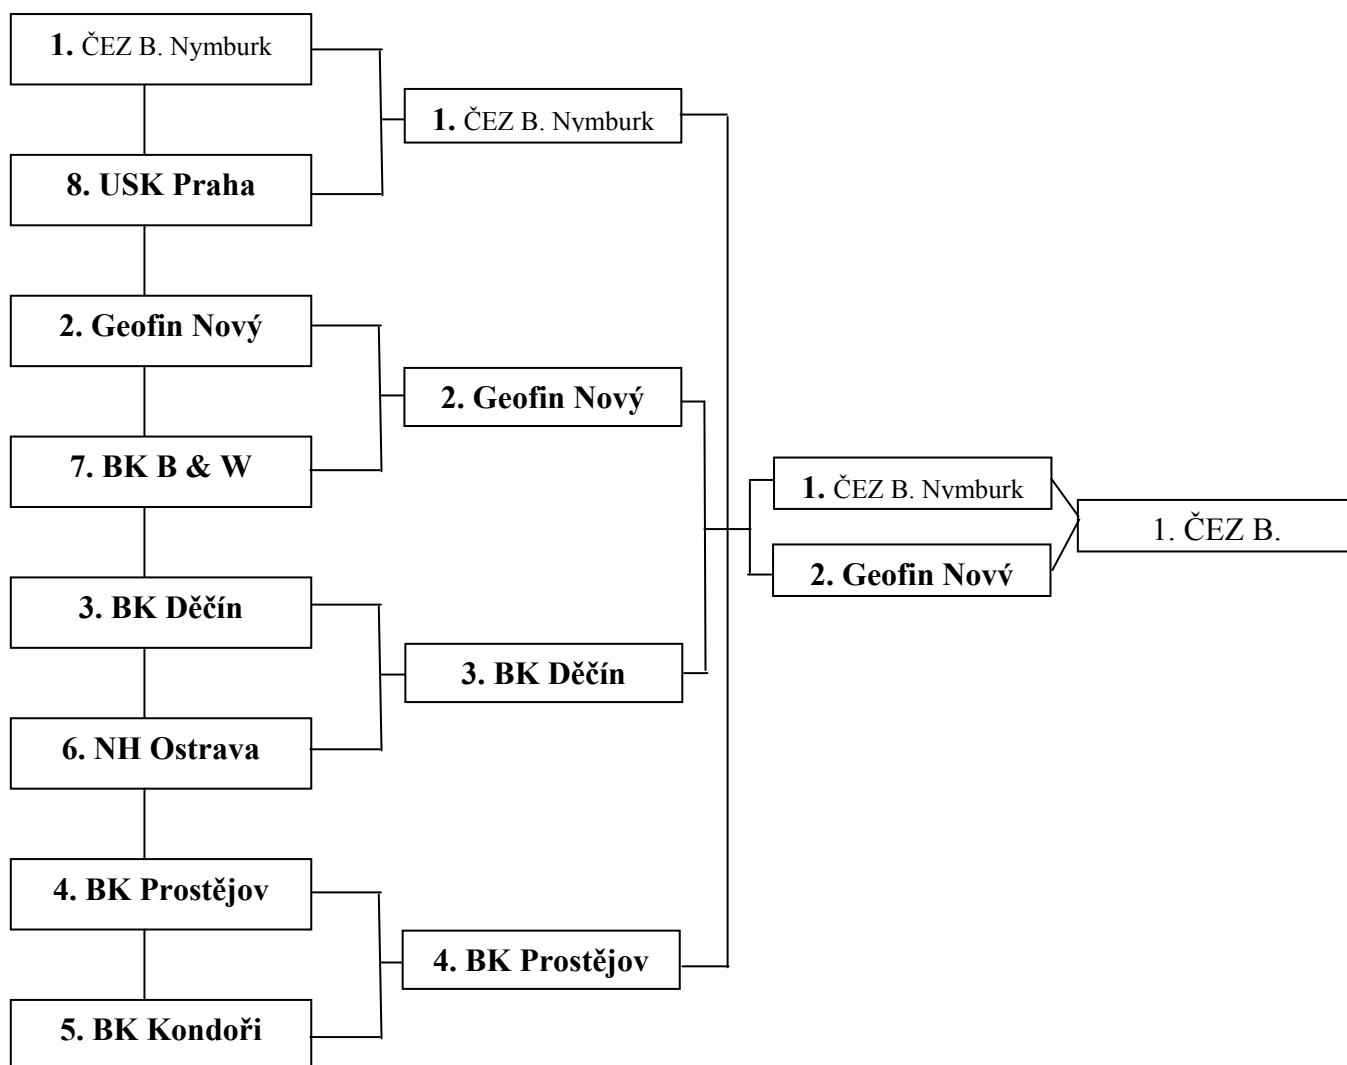 1. ČEZ B. Nymburk
8. USK Praha
2. Geofin Nový
7. BK B & W
3. BK Děčín
6. NH Ostrava
4. BK Prostějov
5. BK Kondoři
1. ČEZ B. Nymburk
2. Geofin Nový
3. BK Děčín
4. BK Prostějov
1. ČEZ B. Nymburk
2. Geofin Nový
1. ČEZ B.